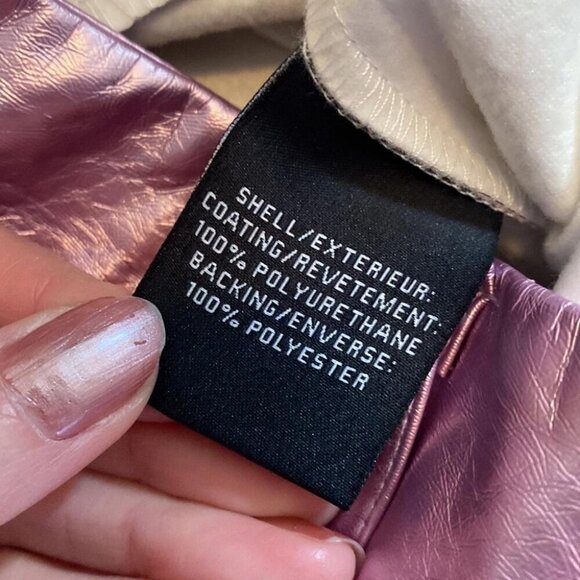 SHELL/EXTERIEUR:
COATING/REVETEMENT:
100% POLYURETHANE
BACKING/ENVERSE:
100% POLYESTER